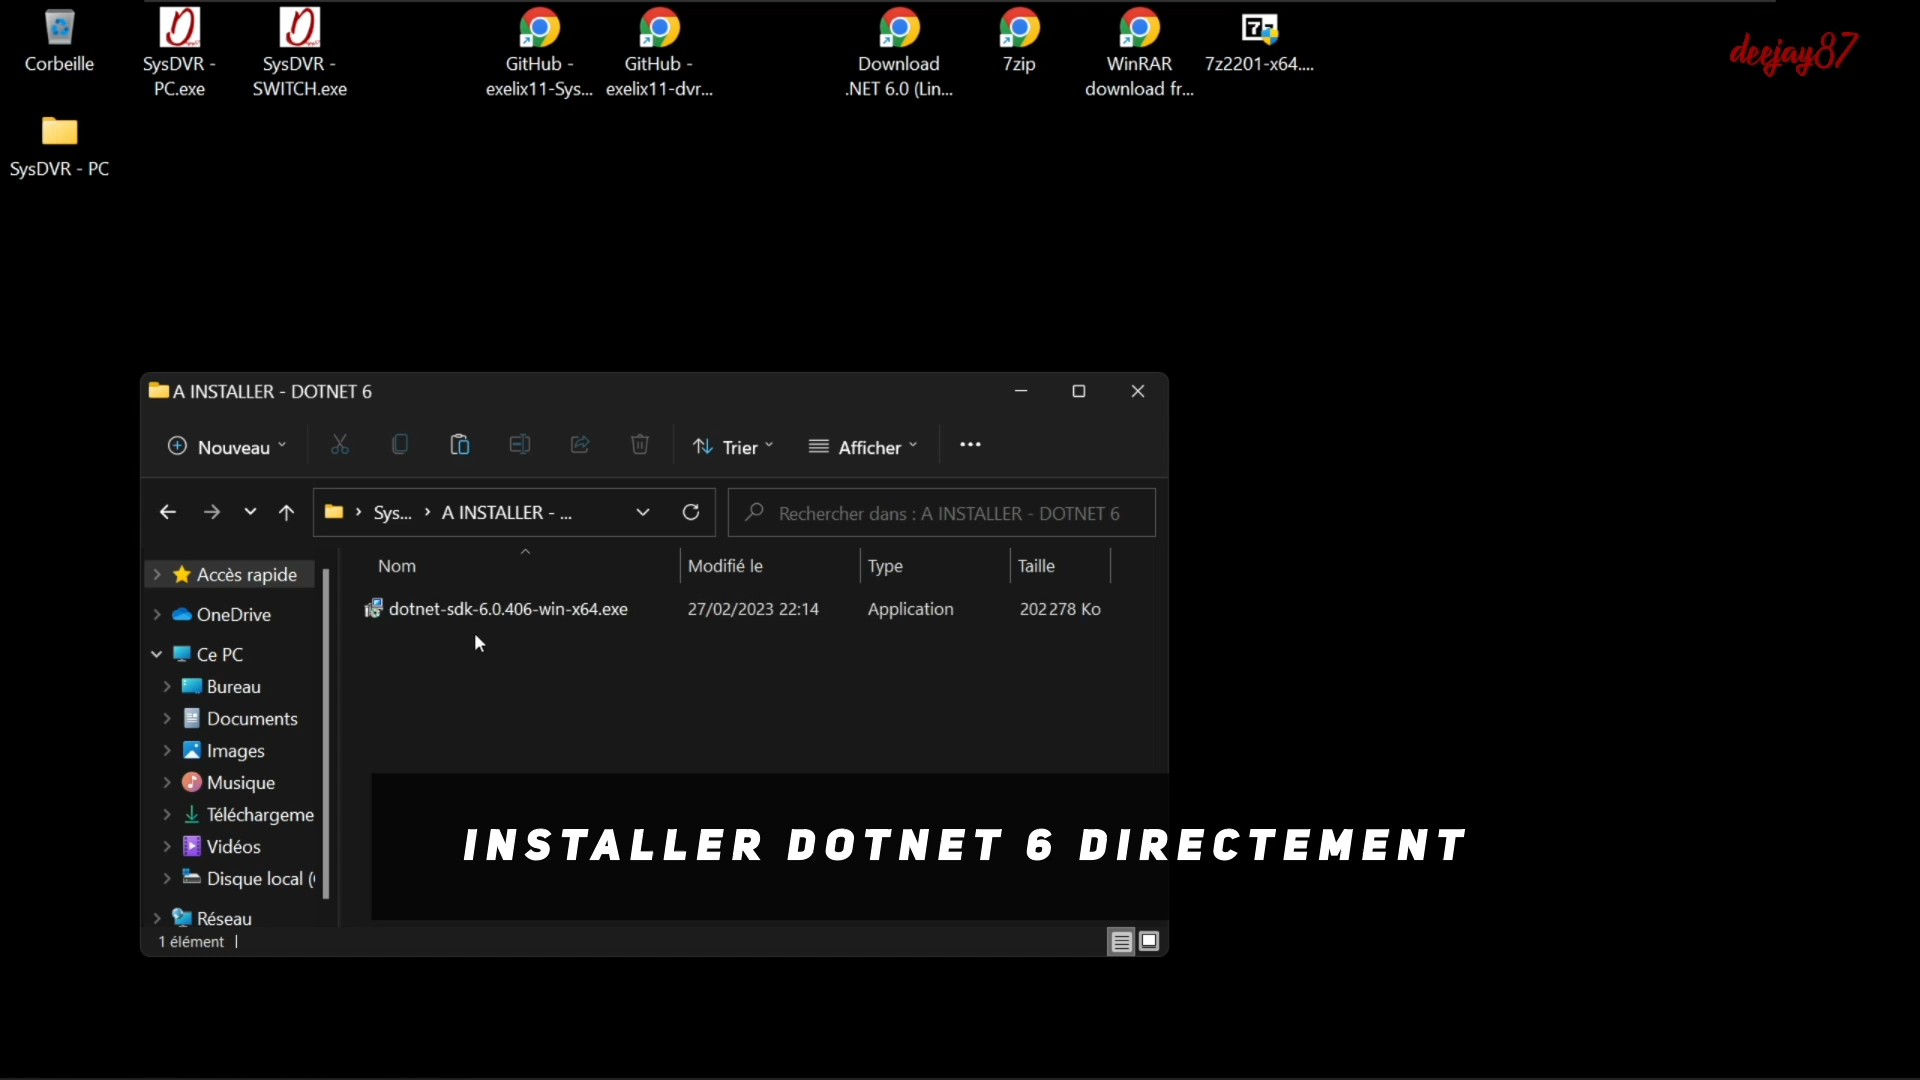 Corbeille
SysDVR -
PC.exe
SysDVR -
SWITCH.exe
GitHub -
exelix11-Sys...
GitHub -
exelix11-dvr...
Download
.NET 6.0 (Lin...
7zip
WinRAR
download fr...
7z2201-x64....
deejay87
SysDVR - PC
A INSTALLER - DOTNET 6
Nouveau
Trier
Afficher
Sys... › A INSTALLER - ...
Rechercher dans : A INSTALLER - DOTNET 6
Nom
Modifié le
Type
Taille
dotnet-sdk-6.0.406-win-x64.exe
27/02/2023 22:14
Application
202 278 Ko
Accès rapide
OneDrive
Ce PC
Bureau
Documents
Images
Musique
Téléchargeme
Vidéos
Disque local (
Réseau
INSTALLER DOTNET 6 DIRECTEMENT
1 élément